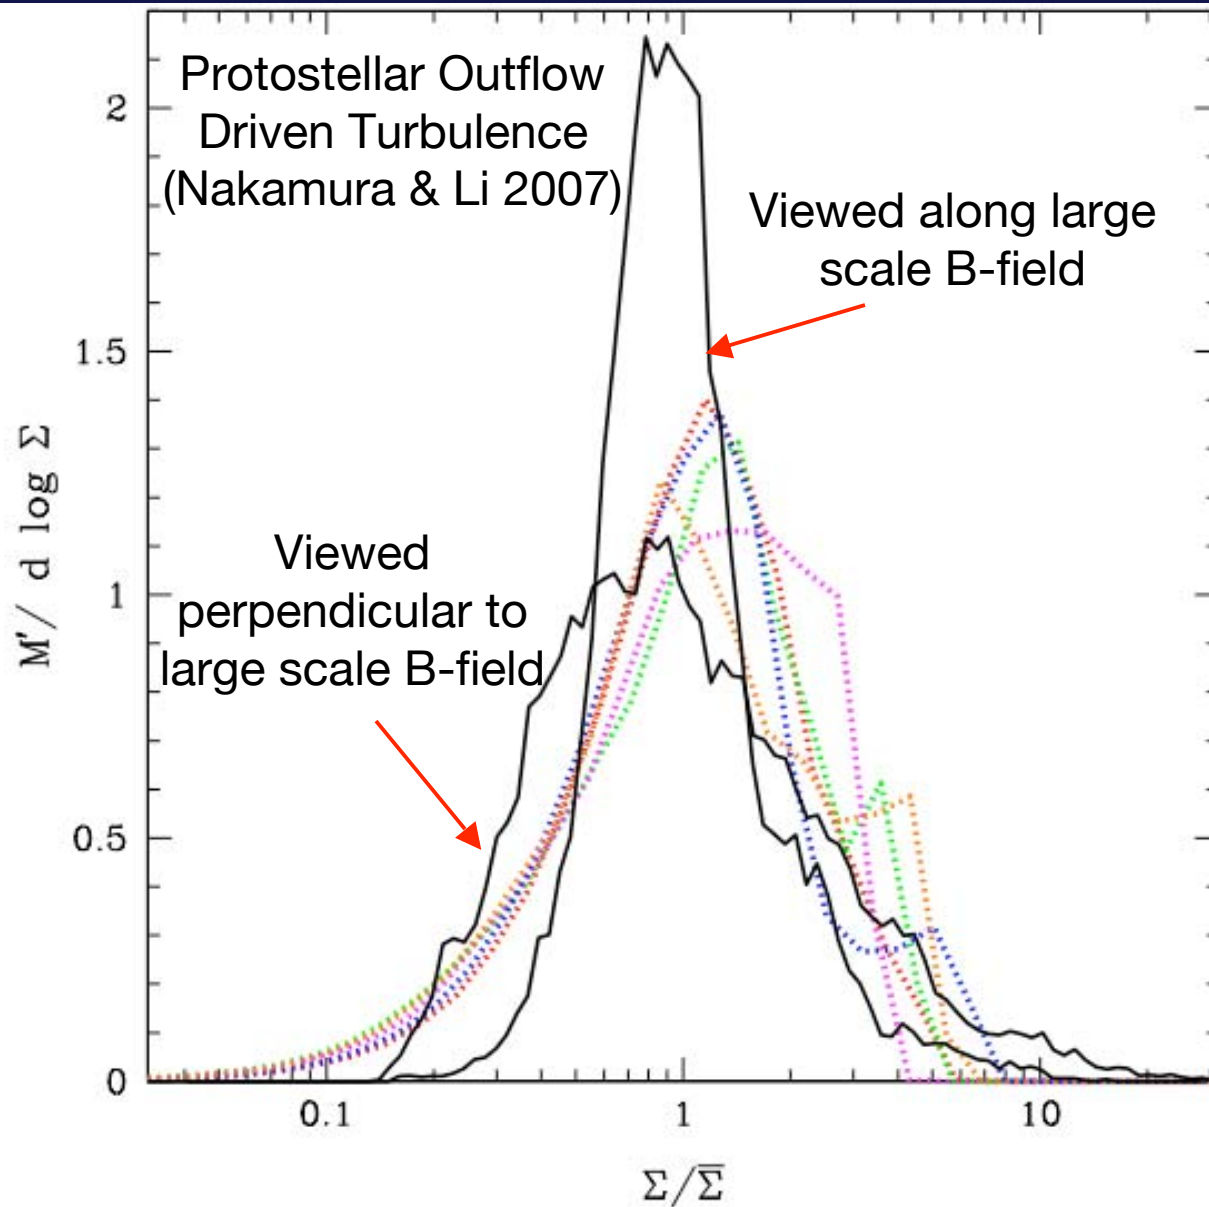 Protostellar Outflow
Driven Turbulence
(Nakamura & Li 2007)
Viewed along large
scale B-field
Viewed
perpendicular to
large scale B-field
M'/ d log Σ
2
1.5
1
0.5
0
0.1
1
10
Σ/Σ̅